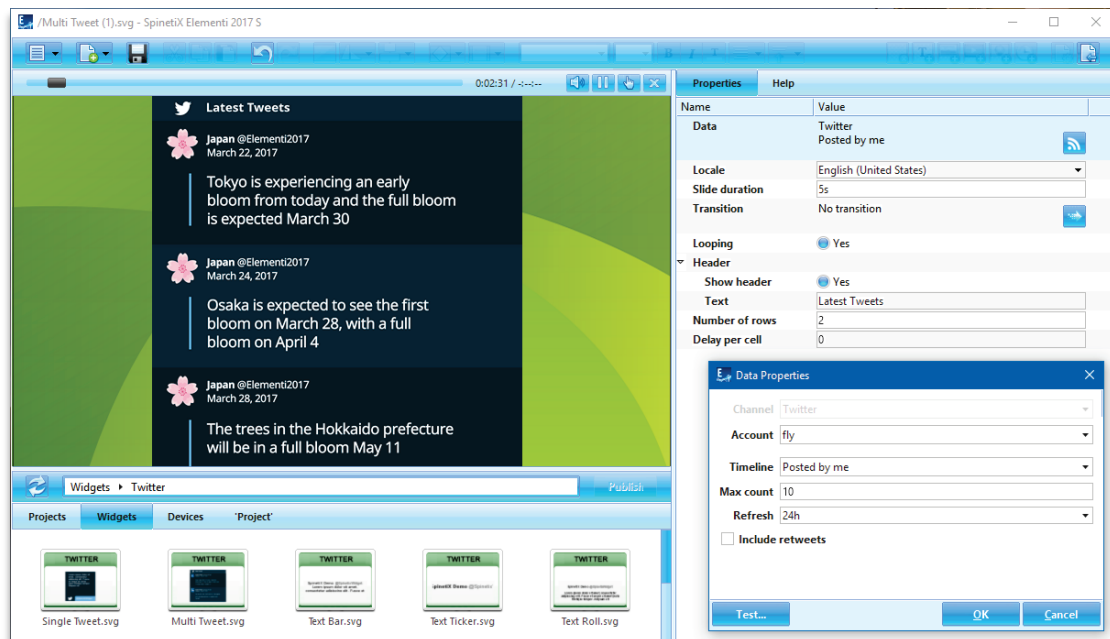 /Multi Tweet (1).svg - SpinetiX Elementi 2017 S
0:02:31 / -:--:--
Latest Tweets
Japan @Elementi2017
March 22, 2017
Tokyo is experiencing an early
bloom from today and the full bloom
is expected March 30
Japan @Elementi2017
March 24, 2017
Osaka is expected to see the first
bloom on March 28, with a full
bloom on April 4
Japan @Elementi2017
March 28, 2017
The trees in the Hokkaido prefecture
will be in a full bloom May 11
Widgets Twitter
Publish
Projects Widgets Devices 'Project'
TWITTER TWITTER TWITTER TWITTER TWITTER
Single Tweet.svg Multi Tweet.svg Text Bar.svg Text Ticker.svg Text Roll.svg
Properties Help
Name Value
Data Twitter
Posted by me
Locale English (United States)
Slide duration 5s
Transition No transition
Looping Yes
Header
Show header Yes
Text Latest Tweets
Number of rows 2
Delay per cell 0
Data Properties
Channel Twitter
Account fly
Timeline Posted by me
Max count 10
Refresh 24h
Include retweets
Test... OK Cancel